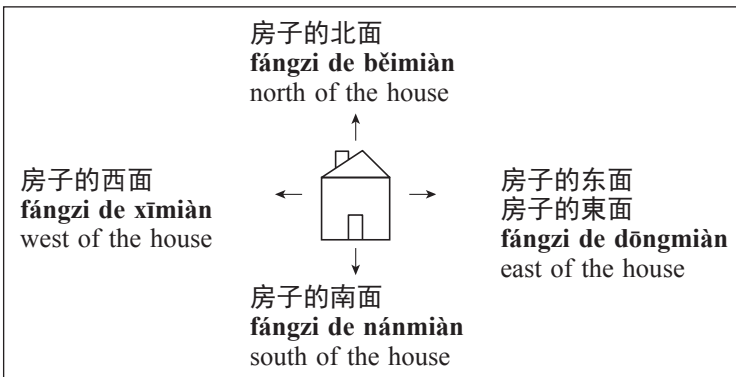 房子的北面
fángzi de běimiàn
north of the house
房子的西面
fángzi de xīmiàn
west of the house
房子的东面
房子的東面
fángzi de dōngmiàn
east of the house
房子的南面
fángzi de nánmiàn
south of the house